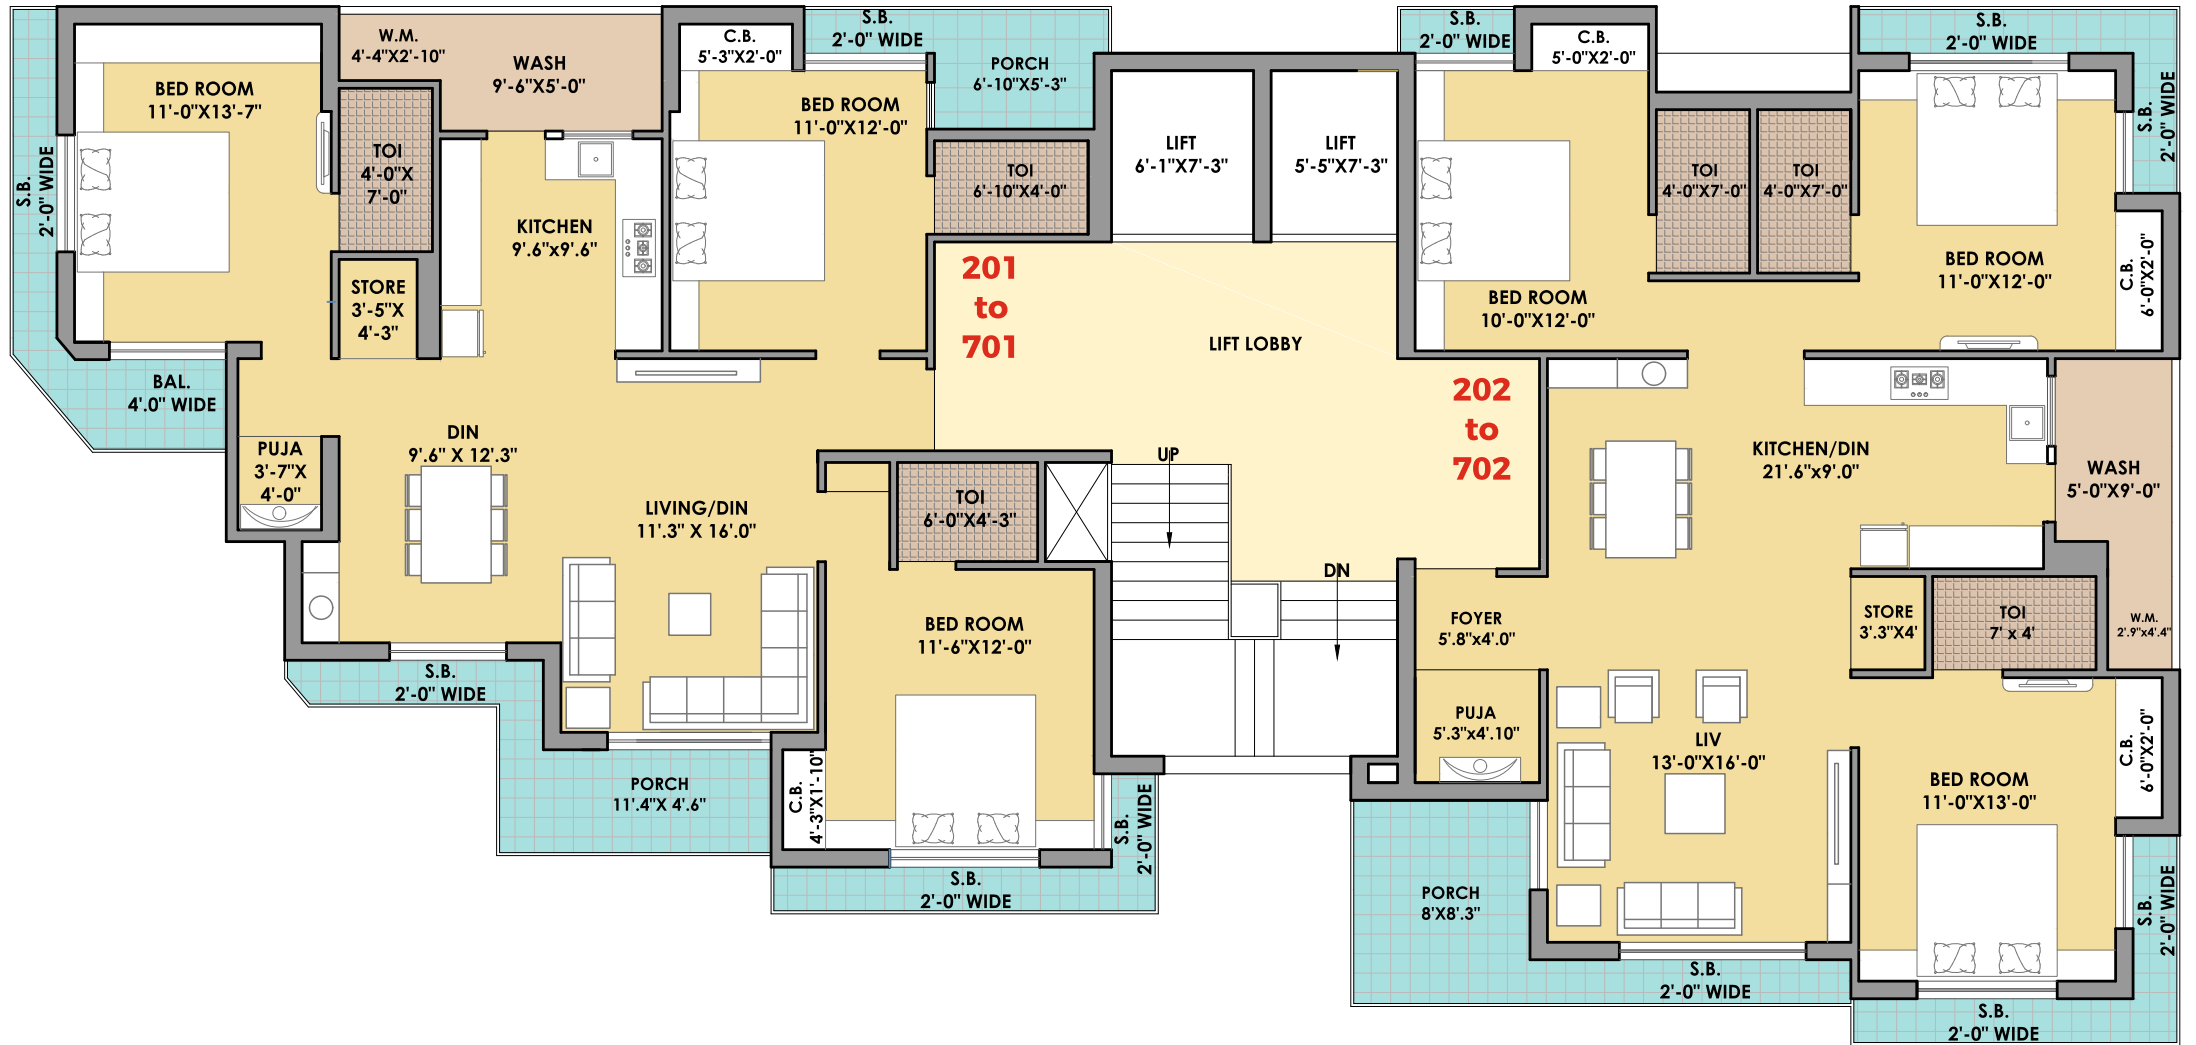 W.M.
4'-4"X2'-10"
WASH
9'-6"X5'-0"
C.B.
5'-3"X2'-0"
S.B.
2'-0" WIDE
PORCH
6'-10"X5'-3"
S.B.
2'-0" WIDE
C.B.
5'-0"X2'-0"
S.B.
2'-0" WIDE
S.B.
2'-0" WIDE
BED ROOM
11'-0"X13'-7"
S.B.
2'-0" WIDE
TOI
4'-0"X
7'-0"
KITCHEN
9'.6"x9'.6"
BED ROOM
11'-0"X12'-0"
TOI
6'-10"X4'-0"
LIFT
6'-1"X7'-3"
LIFT
5'-5"X7'-3"
TOI
4'-0"X7'-0"
TOI
4'-0"X7'-0"
BED ROOM
11'-0"X12'-0"
C.B.
6'-0"X2'-0"
STORE
3'-5"X
4'-3"
201
to
701
LIFT LOBBY
BED ROOM
10'-0"X12'-0"
BAL.
4'.0" WIDE
202
to
702
DIN
9'.6" X 12'.3"
PUJA
3'-7"X
4'-0"
LIVING/DIN
11'.3" X 16'.0"
TOI
6'-0"X4'-3"
UP
DN
KITCHEN/DIN
21'.6"x9'.0"
WASH
5'-0"X9'-0"
BED ROOM
11'-6"X12'-0"
FOYER
5'.8"x4'.0"
STORE
3'.3"X4'
TOI
7' x 4'
W.M.
2'.9"x4'.4"
S.B.
2'-0" WIDE
PUJA
5'.3"x4'.10"
LIV
13'-0"X16'-0"
C.B.
6'-0"X2'-0"
PORCH
11'.4"X 4'.6"
C.B.
4'-3"X1'-10"
S.B.
2'-0" WIDE
BED ROOM
11'-0"X13'-0"
S.B.
2'-0" WIDE
PORCH
8'X8'.3"
S.B.
2'-0" WIDE
S.B.
2'-0" WIDE
S.B.
2'-0" WIDE